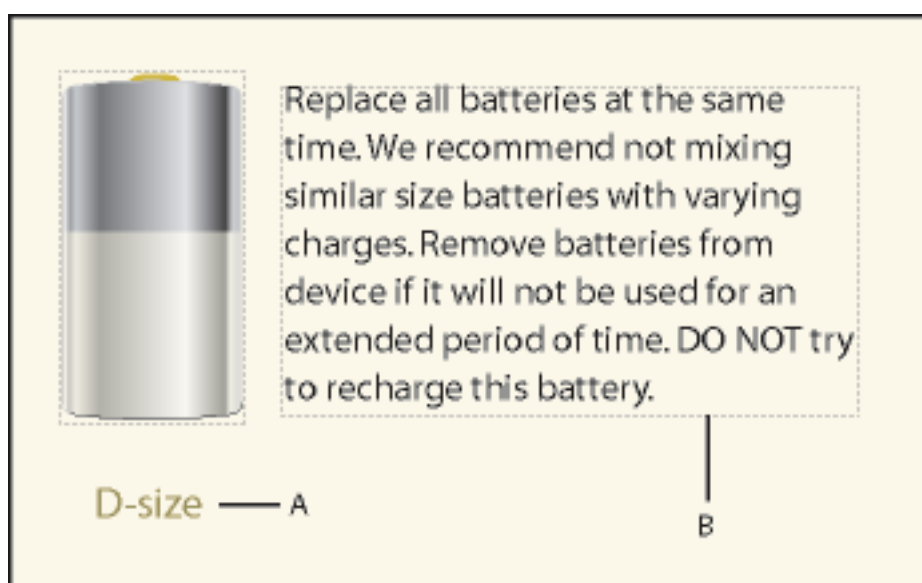 Replace all batteries at the same
time. We recommend not mixing
similar size batteries with varying
charges. Remove batteries from
device if it will not be used for an
extended period of time. DO NOT try
to recharge this battery.
D-size A
B